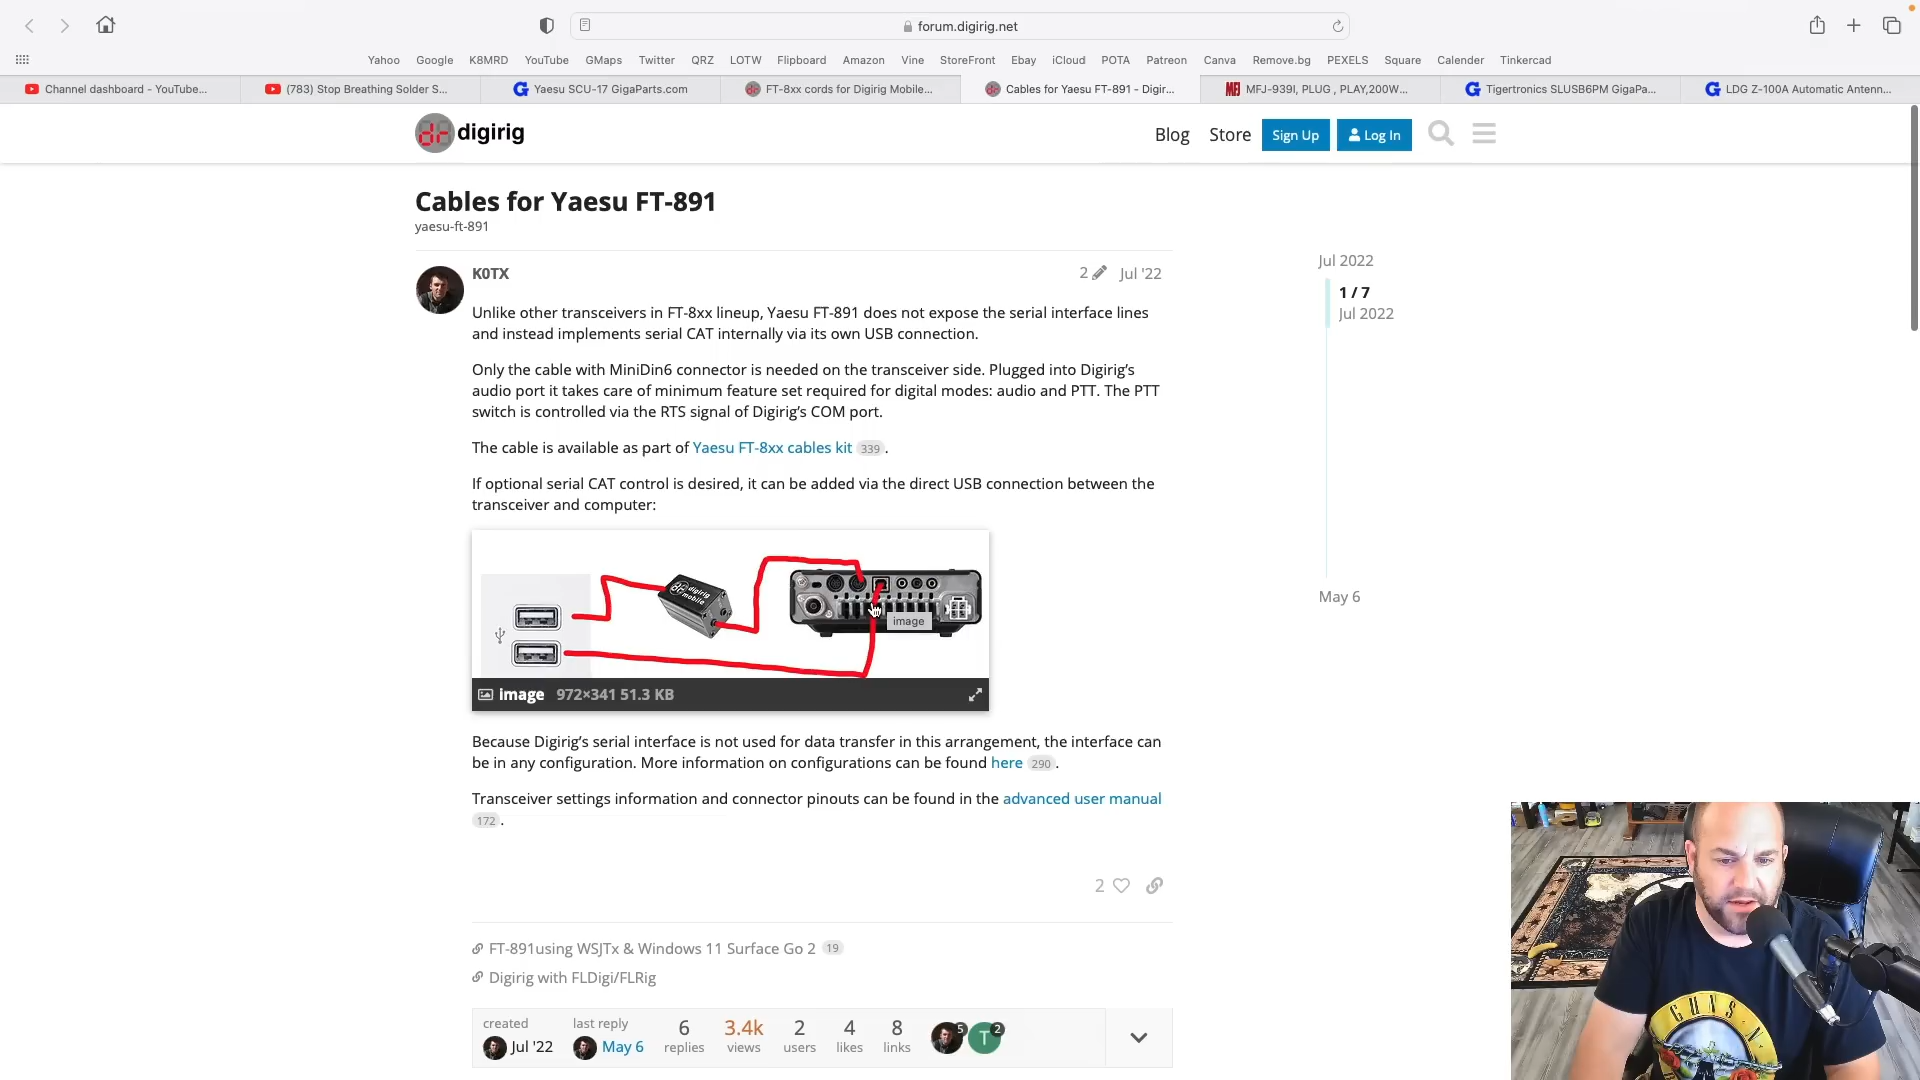 forum.digirig.net
Yahoo Google K8MRD YouTube GMaps Twitter QRZ LOTW Flipboard Amazon Vine StoreFront Ebay iCloud POTA Patreon Canva Remove.bg PEXELS Square Calender Tinkercad
Channel dashboard - YouTube... (783) Stop Breathing Solder S... Yaesu SCU-17 GigaParts.com FT-8xx cords for Digirig Mobile... Cables for Yaesu FT-891 - Digir... MFJ-939I, PLUG , PLAY,200W... Tigertronics SLUSB6PM GigaPa... LDG Z-100A Automatic Antenn...
dr digirig Blog Store Sign Up Log In
Cables for Yaesu FT-891
yaesu-ft-891
K0TX 2 Jul '22
Unlike other transceivers in FT-8xx lineup, Yaesu FT-891 does not expose the serial interface lines
and instead implements serial CAT internally via its own USB connection.
Only the cable with MiniDin6 connector is needed on the transceiver side. Plugged into Digirig's
audio port it takes care of minimum feature set required for digital modes: audio and PTT. The PTT
switch is controlled via the RTS signal of Digirig's COM port.
The cable is available as part of Yaesu FT-8xx cables kit 339 .
If optional serial CAT control is desired, it can be added via the direct USB connection between the
transceiver and computer:
digirig
mobile
image
image 972×341 51.3 KB
Because Digirig's serial interface is not used for data transfer in this arrangement, the interface can
be in any configuration. More information on configurations can be found here 290 .
Transceiver settings information and connector pinouts can be found in the advanced user manual
172 .
2
FT-891using WSJTx & Windows 11 Surface Go 2 19
Digirig with FLDigi/FLRig
created last reply 6 3.4k 2 4 8 5 T 2
Jul '22 May 6 replies views users likes links
Jul 2022
1 / 7
Jul 2022
May 6
GUNS N